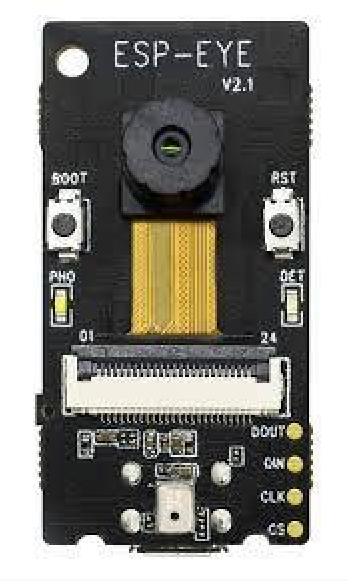 ESP-EYE
V2.1
BOOT
RST
PHO
DET
01
24
DOUT
DIN
CLK
CS